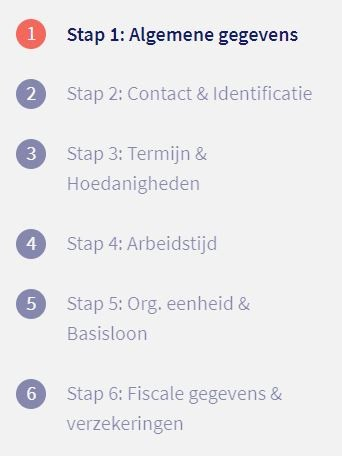 1 Stap 1: Algemene gegevens
2 Stap 2: Contact & Identificatie
3 Stap 3: Termijn &
Hoedanigheden
4 Stap 4: Arbeidstijd
5 Stap 5: Org. eenheid &
Basisloon
6 Stap 6: Fiscale gegevens &
verzekeringen